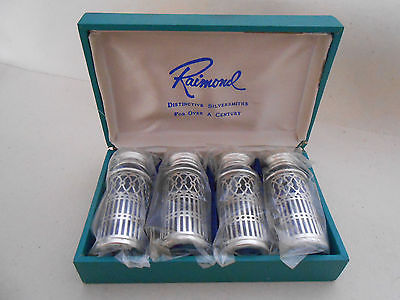 Raimond
Distinctive Silversmiths
For Over A Century